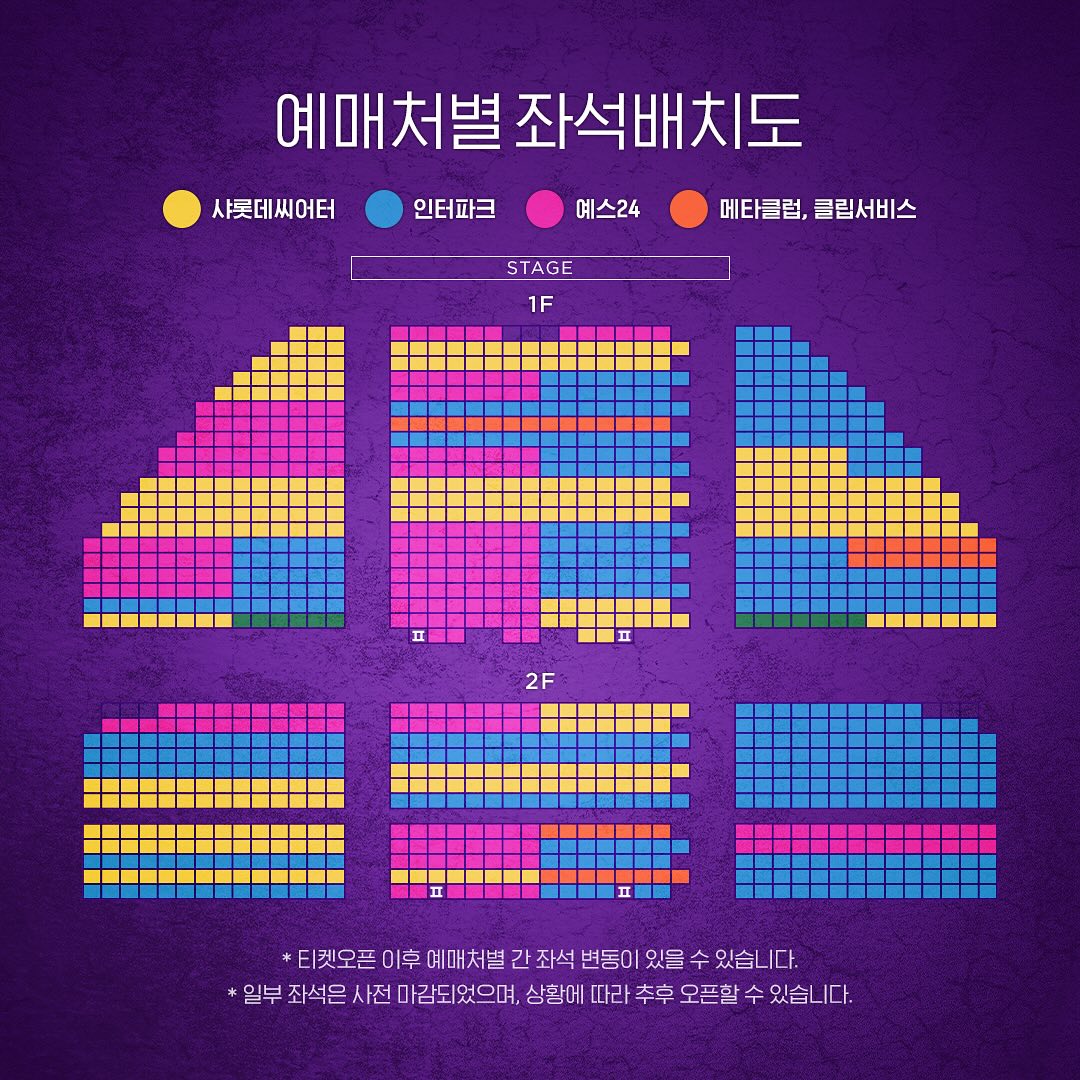 예매처별 좌석배치도
샤롯데씨어터 인터파크 예스24 메타클럽, 클립서비스
STAGE
1F
ㅍ ㅍ
2F
ㅍ ㅍ
* 티켓오픈 이후 예매처별 간 좌석 변동이 있을 수 있습니다.
* 일부 좌석은 사전 마감되었으며, 상황에 따라 추후 오픈할 수 있습니다.